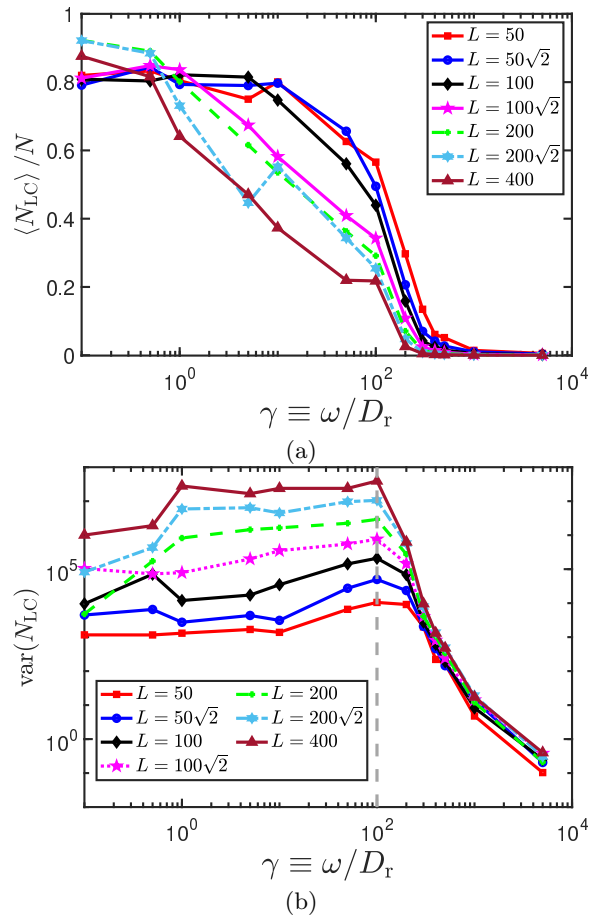 1
0.8
0.6
0.4
0.2
0
⟨N_LC⟩/N
L = 50
L = 50√2
L = 100
L = 100√2
L = 200
L = 200√2
L = 400
10^0
10^2
10^4
γ ≡ ω/D_r
(a)
10^5
10^0
var(N_LC)
L = 50
L = 50√2
L = 100
L = 100√2
L = 200
L = 200√2
L = 400
10^0
10^2
10^4
γ ≡ ω/D_r
(b)